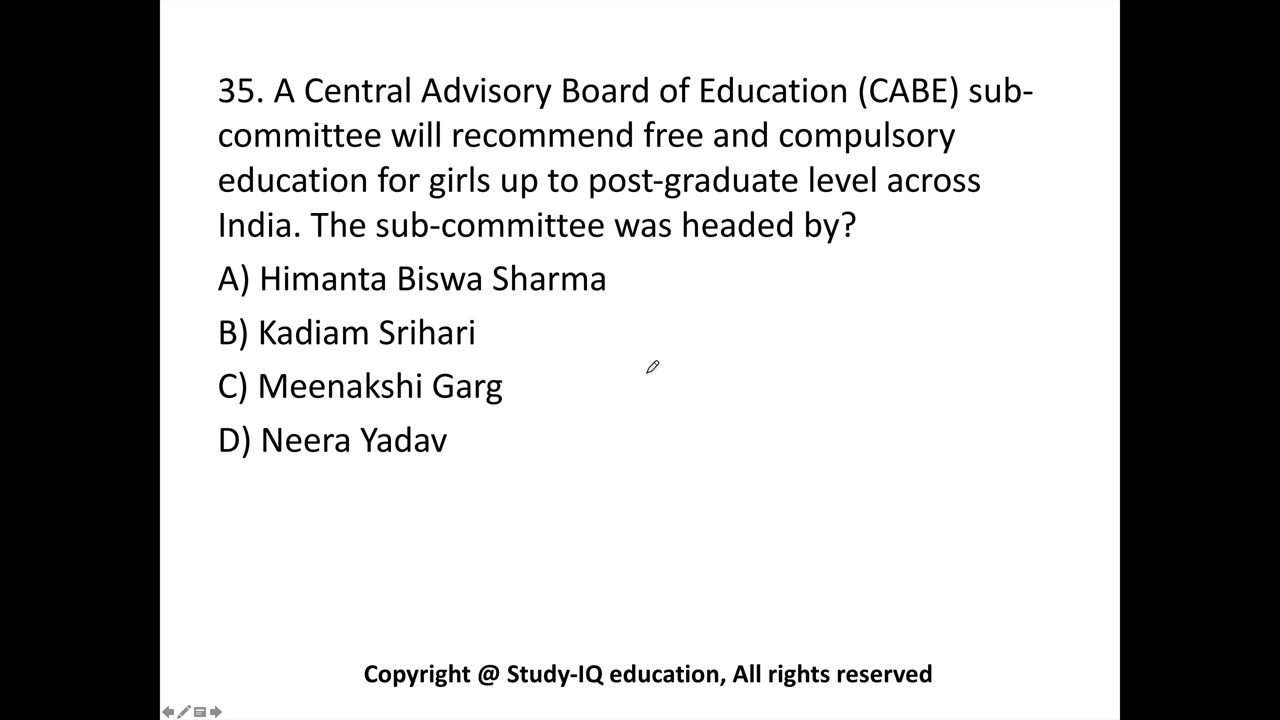 35. A Central Advisory Board of Education (CABE) sub-
committee will recommend free and compulsory
education for girls up to post-graduate level across
India. The sub-committee was headed by?
A) Himanta Biswa Sharma
B) Kadiam Srihari
C) Meenakshi Garg
D) Neera Yadav
Copyright @ Study-IQ education, All rights reserved